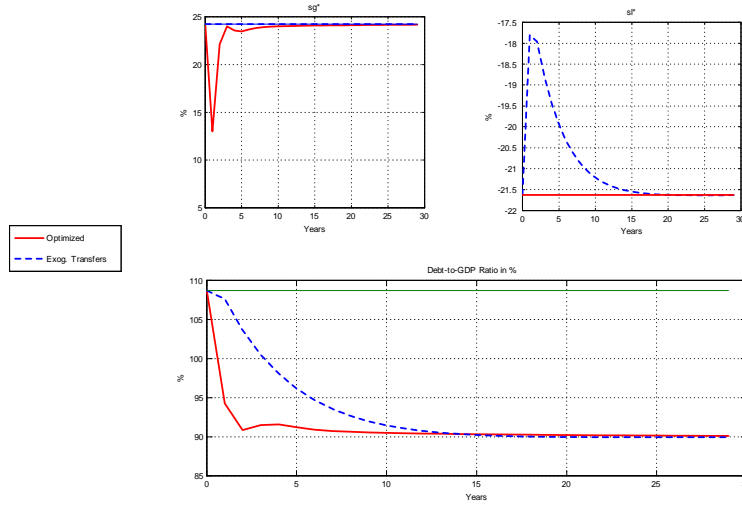 sg*
25
20
15
10
5
%
0 5 10 15 20 25 30
Years
sl*
-17.5
-18
-18.5
-19
-19.5
-20
-20.5
-21
-21.5
-22
%
0 5 10 15 20 25 30
Years
Optimized
Exog. Transfers
Debt-to-GDP Ratio in %
110
105
100
95
90
85
%
0 5 10 15 20 25
Years